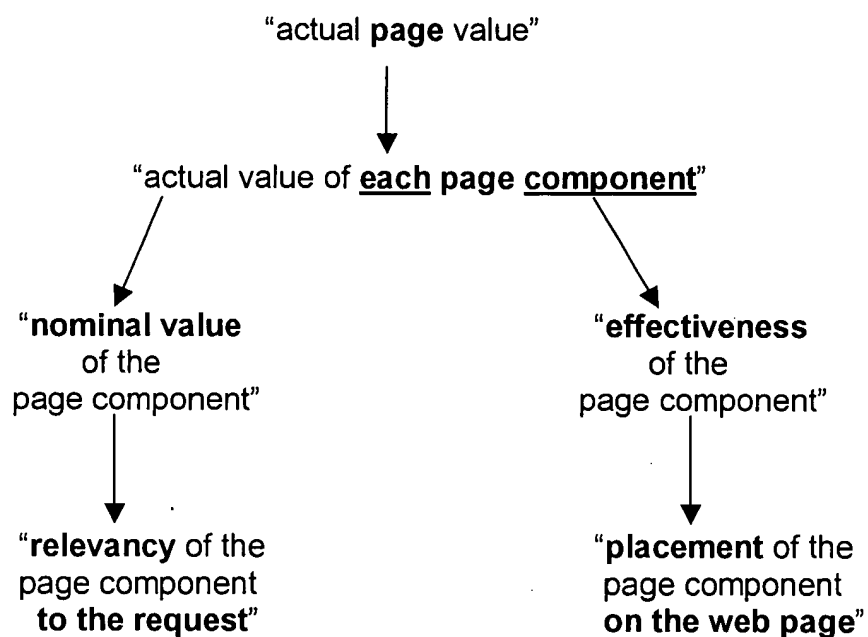 “actual page value”
“actual value of each page component”
“nominal value
of the
page component”
“effectiveness
of the
page component”
“relevancy of the
page component
to the request”
“placement of the
page component
on the web page”